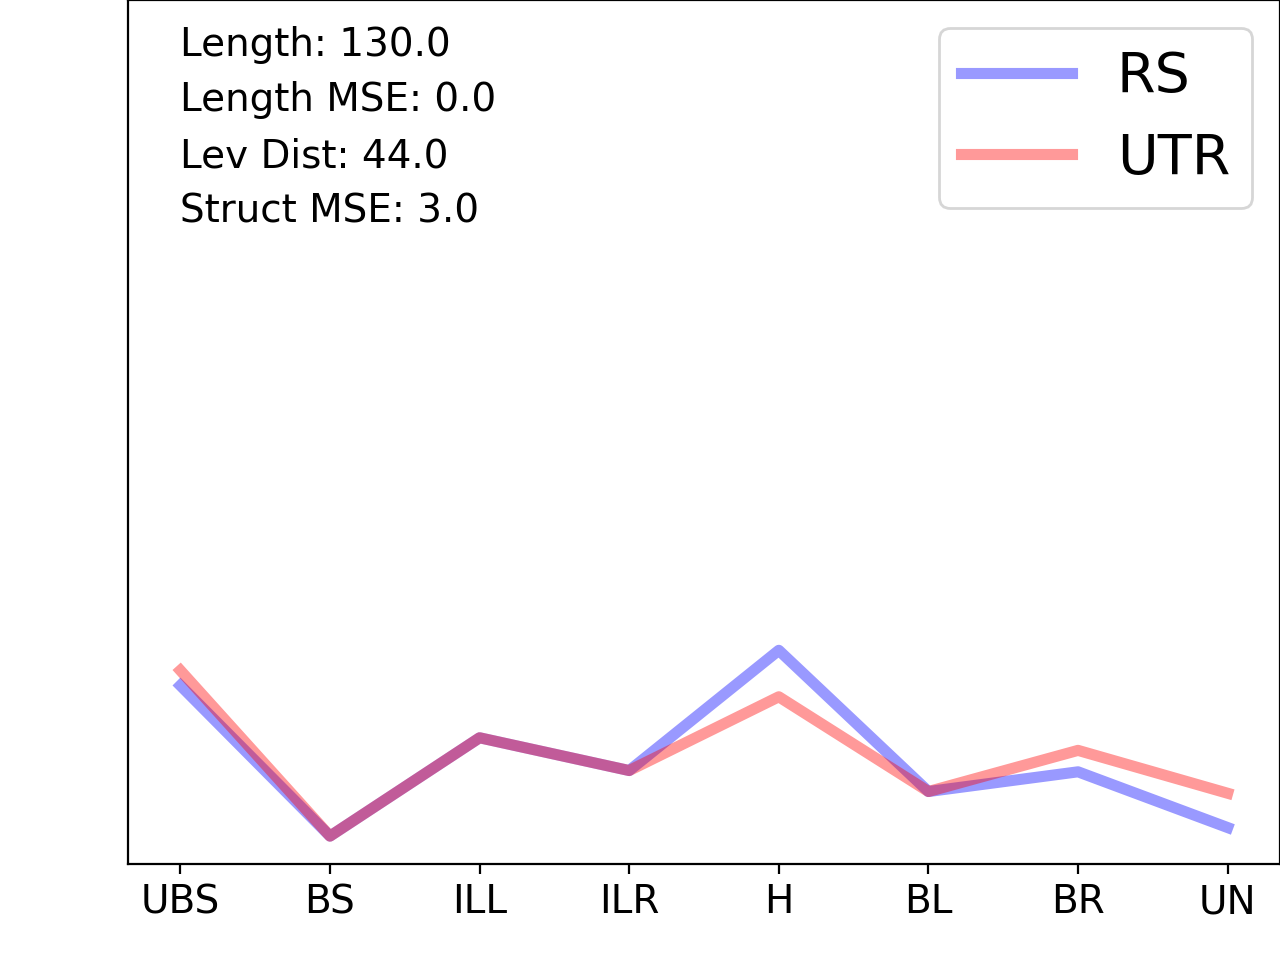 Length: 130.0
Length MSE: 0.0
Lev Dist: 44.0
Struct MSE: 3.0
RS
UTR
UBS BS ILL ILR H BL BR UN